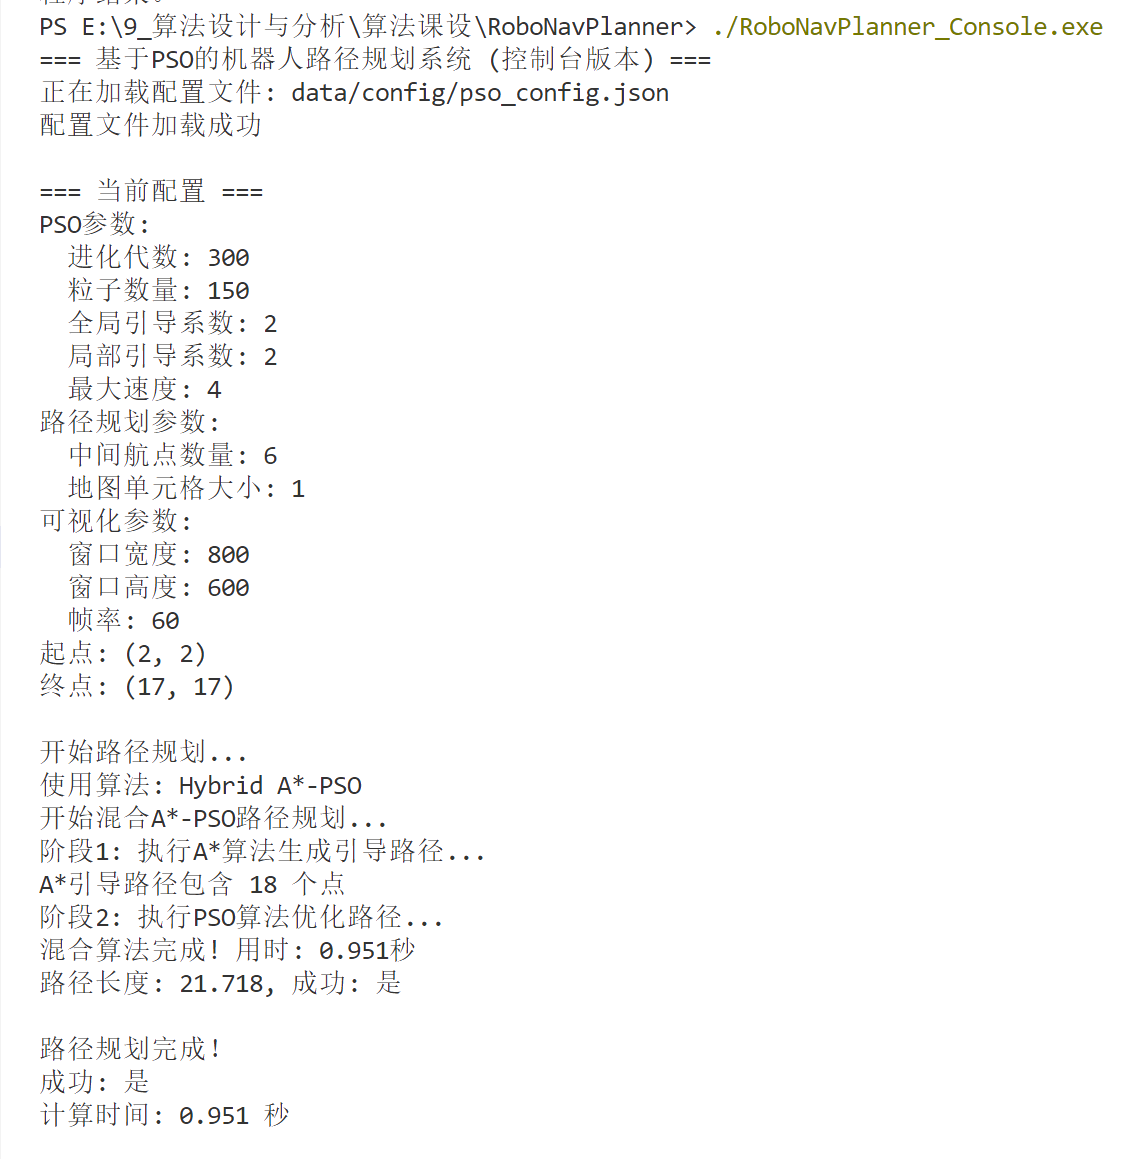 程序结果:
PS E:\9_算法设计与分析\算法课设\RoboNavPlanner> ./RoboNavPlanner_Console.exe
=== 基于PSO的机器人路径规划系统 (控制台版本) ===
正在加载配置文件: data/config/pso_config.json
配置文件加载成功
=== 当前配置 ===
PSO参数:
进化代数: 300
粒子数量: 150
全局引导系数: 2
局部引导系数: 2
最大速度: 4
路径规划参数:
中间航点数量: 6
地图单元格大小: 1
可视化参数:
窗口宽度: 800
窗口高度: 600
帧率: 60
起点: (2, 2)
终点: (17, 17)
开始路径规划...
使用算法: Hybrid A*-PSO
开始混合A*-PSO路径规划...
阶段1: 执行A*算法生成引导路径...
A*引导路径包含 18 个点
阶段2: 执行PSO算法优化路径...
混合算法完成! 用时: 0.951秒
路径长度: 21.718, 成功: 是
路径规划完成!
成功: 是
计算时间: 0.951 秒